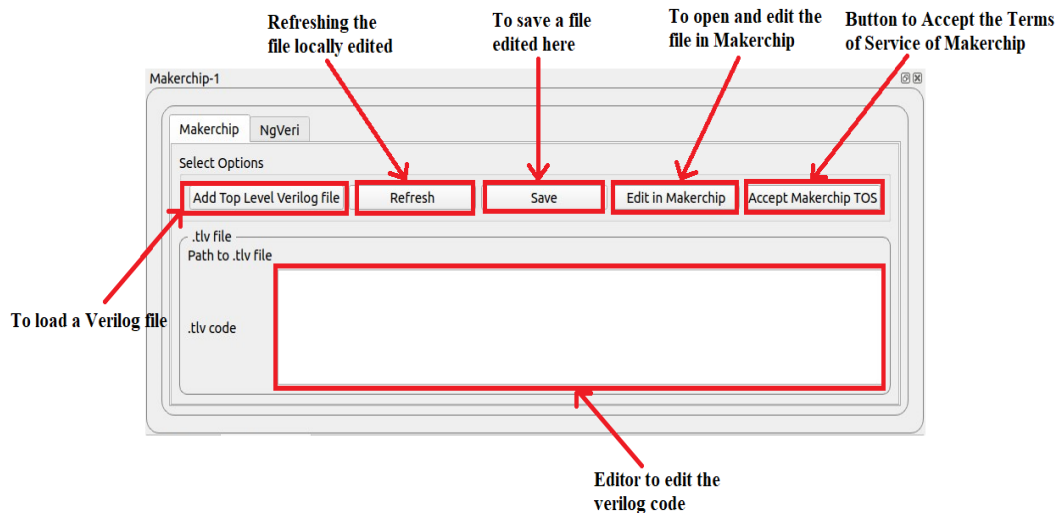 Refreshing the
file locally edited
To save a file
edited here
To open and edit the
file in Makerchip
Button to Accept the Terms
of Service of Makerchip
Makerchip-1
Makerchip
NgVeri
Select Options
Add Top Level Verilog file
Refresh
Save
Edit in Makerchip
Accept Makerchip TOS
.tlv file
Path to .tlv file
To load a Verilog file
.tlv code
Editor to edit the
verilog code